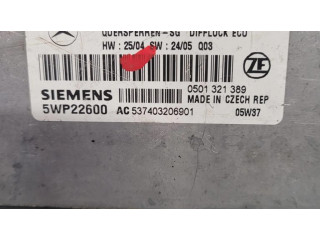 QUERSPERREN-SG DIFFLOCK ECU
HW : 25/04 SW : 24/05 Q03
ZF
0501 321 389
SIEMENS
MADE IN CZECH REP
5WP22600 AC 537403206901 05W37